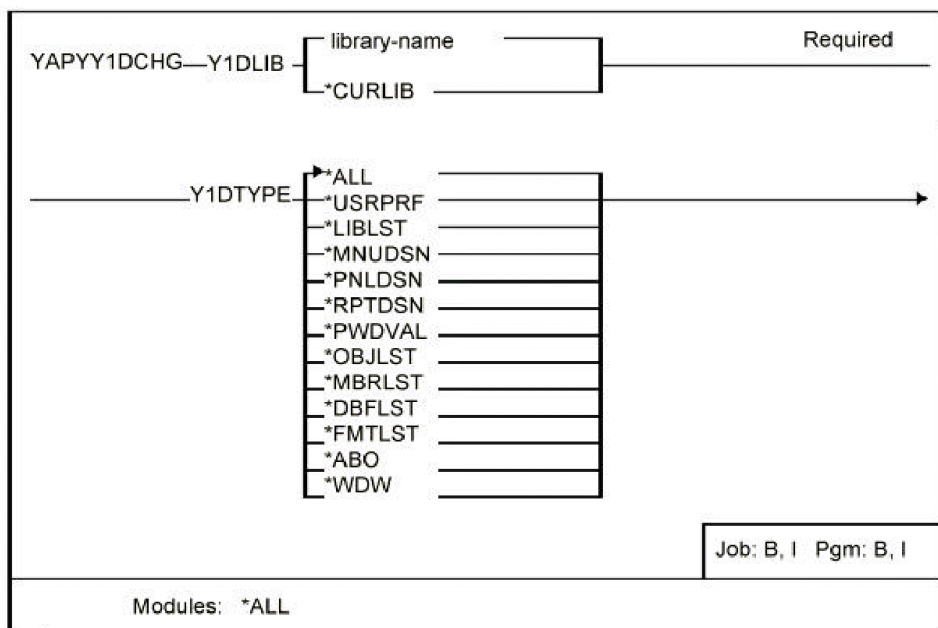 library-name
Required
YAPYY1DCHG
Y1DLIB
*CURLIB
Y1DTYPE
*ALL
*USRPRF
*LIBLST
*MNUDSN
*PNLDSN
*RPTDSN
*PWDVAL
*OBJLST
*MBRLST
*DBFLST
*FMTLST
*ABO
*WDW
Job: B, I Pgm: B, I
Modules: *ALL